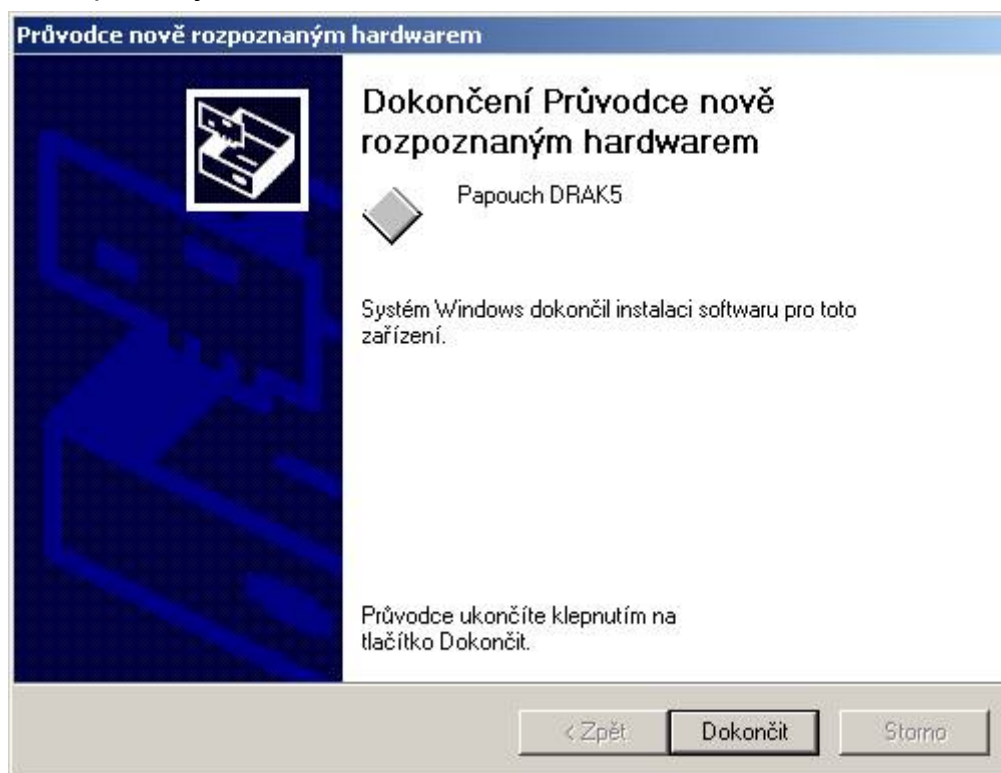 Průvodce nově rozpoznaným hardwarem
Dokončení Průvodce nově
rozpoznaným hardwarem
Papouch DRAK5
Systém Windows dokončil instalaci softwaru pro toto
zařízení.
Průvodce ukončíte klepnutím na
tlačítko Dokončit.
< Zpět
Dokončit
Storno